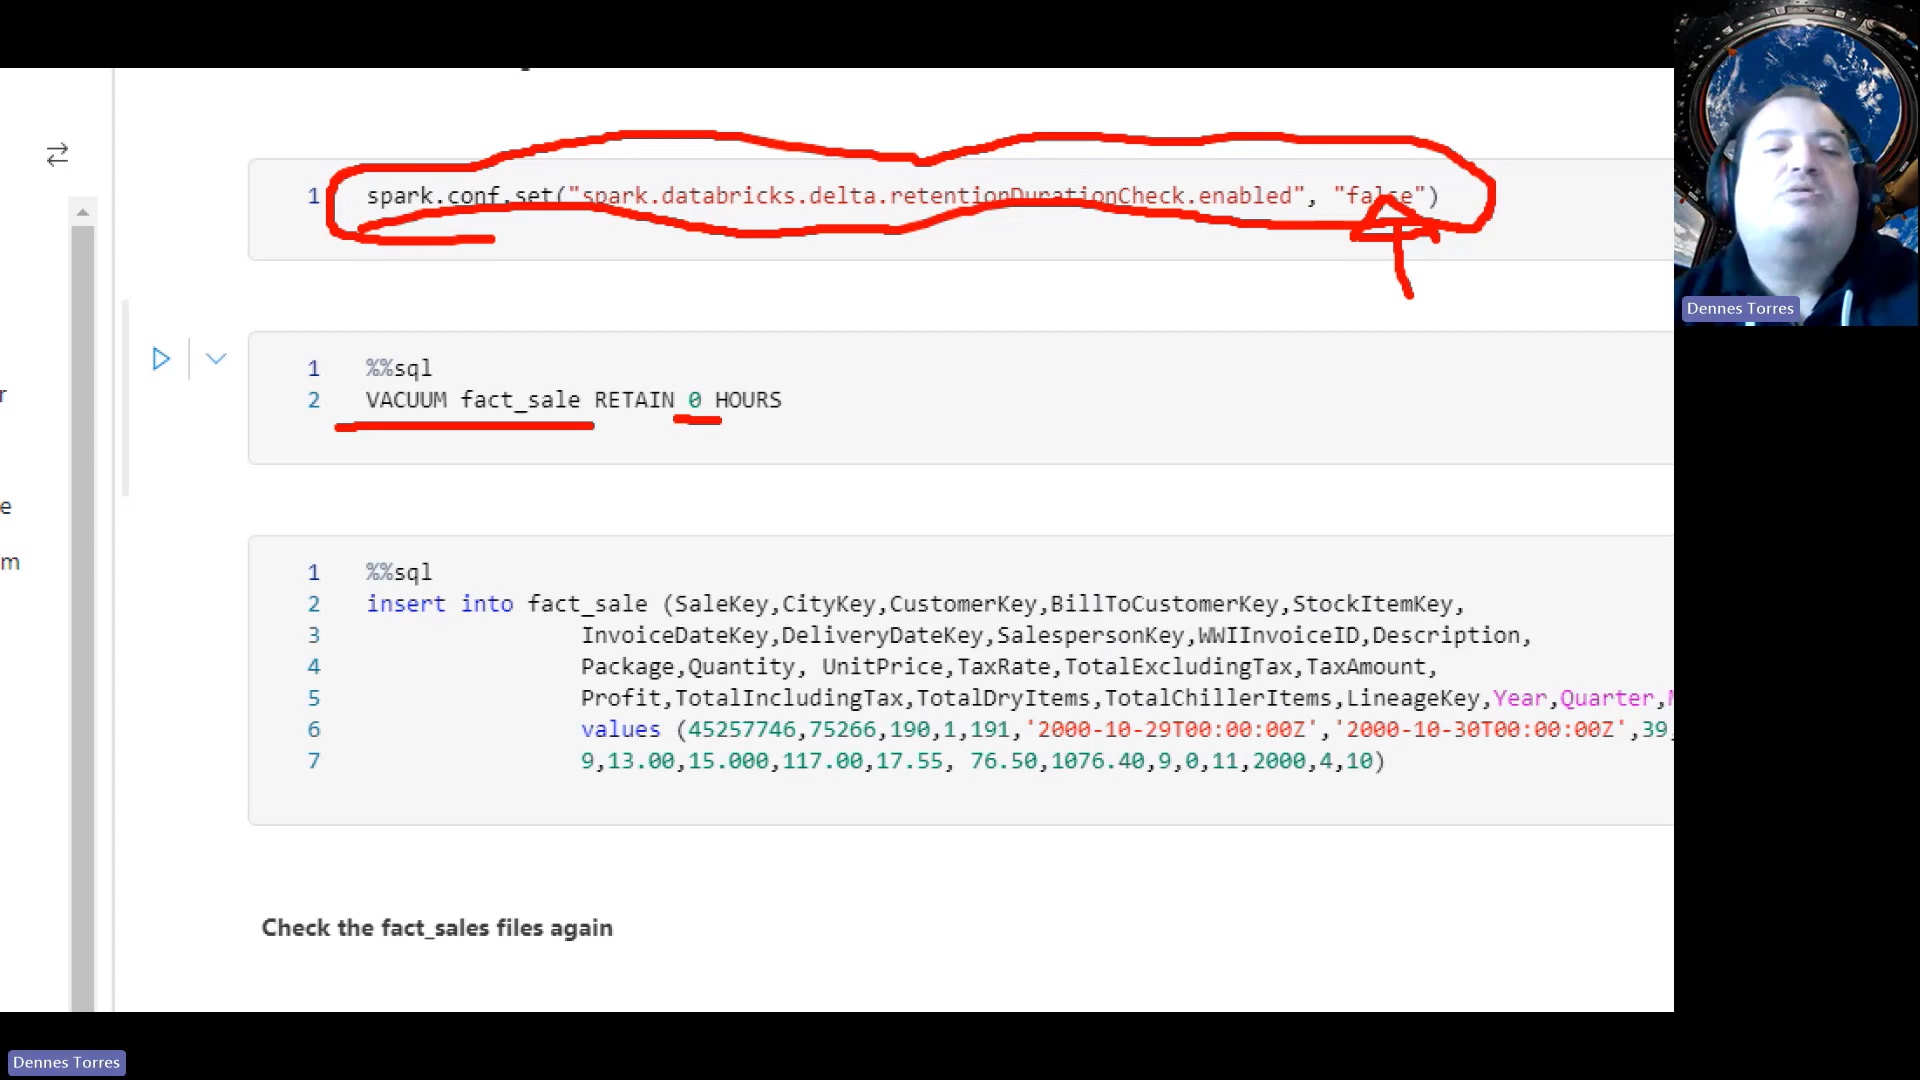 1 spark.conf.set("spark.databricks.delta.retentionDurationCheck.enabled", "false")
Dennes Torres
1 %%sql
2 VACUUM fact_sale RETAIN 0 HOURS
r
e
m
1 %%sql
2 insert into fact_sale (SaleKey,CityKey,CustomerKey,BillToCustomerKey,StockItemKey,
3 InvoiceDateKey,DeliveryDateKey,SalespersonKey,WWIInvoiceID,Description,
4 Package,Quantity, UnitPrice,TaxRate,TotalExcludingTax,TaxAmount,
5 Profit,TotalIncludingTax,TotalDryItems,TotalChillerItems,LineageKey,Year,Quarter,
6 values (45257746,75266,190,1,191,'2000-10-29T00:00:00Z','2000-10-30T00:00:00Z',39,
7 9,13.00,15.000,117.00,17.55, 76.50,1076.40,9,0,11,2000,4,10)
Check the fact_sales files again
Dennes Torres